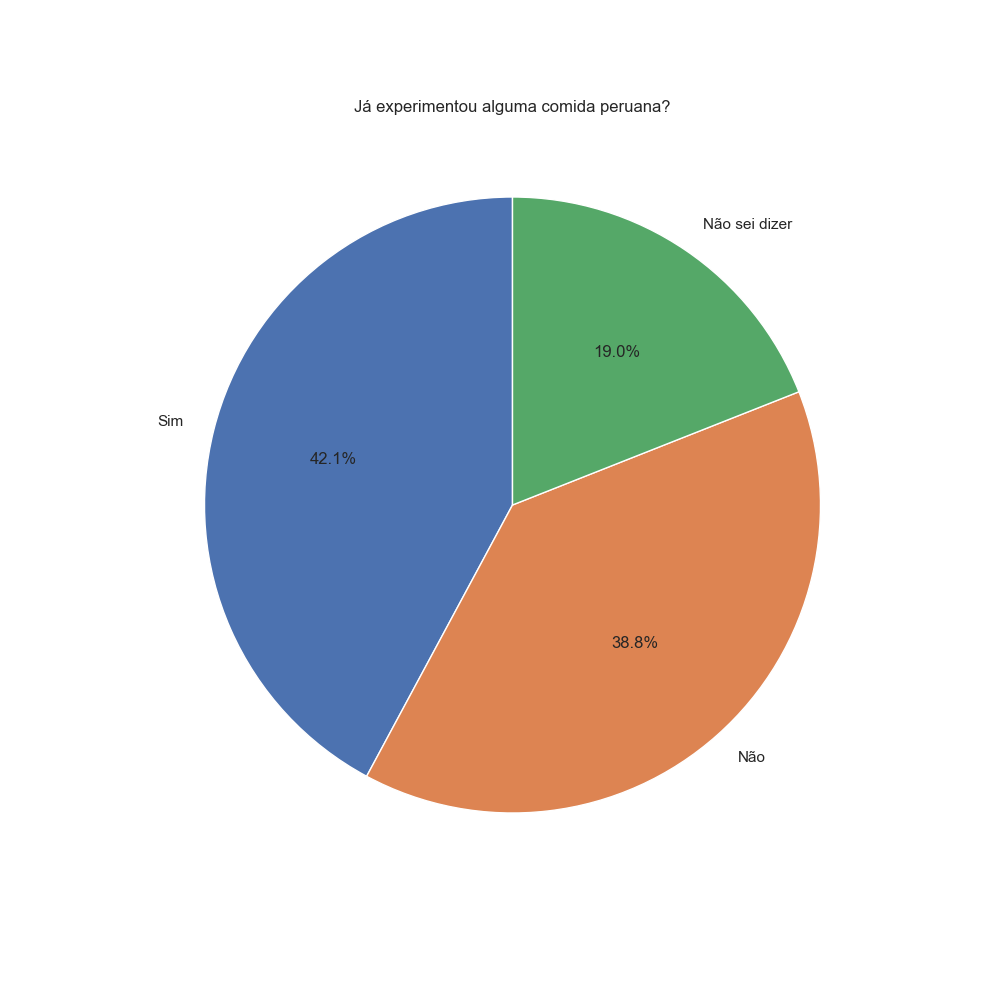 Já experimentou alguma comida peruana?
Não sei dizer
19.0%
Sim
42.1%
38.8%
Não